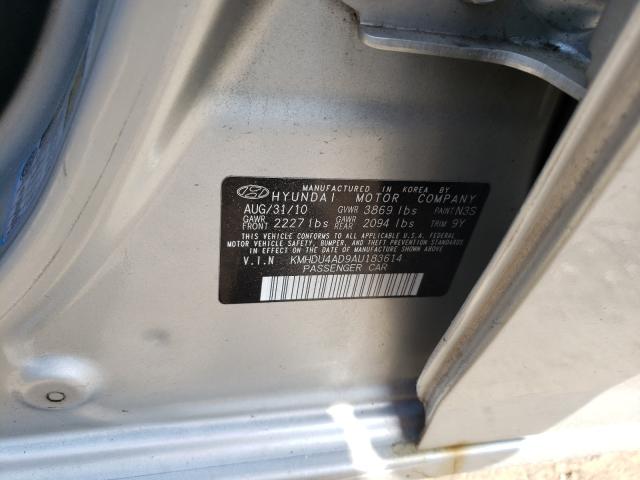 MANUFACTURED IN KOREA BY
HYUNDAI MOTOR COMPANY
AUG/31/10 GVWR 3869 lbs PAINT N3S
GAWR FRONT 2227 lbs GAWR REAR 2094 lbs TRIM 9Y
THIS VEHICLE CONFORMS TO ALL APPLICABLE U.S.A. FEDERAL
MOTOR VEHICLE SAFETY, BUMPER, AND THEFT PREVENTION STANDARDS
IN EFFECT ON THE DATE OF MANUFACTURE SHOWN ABOVE.
V.I.N KMHDU4AD9AU183614
PASSENGER CAR